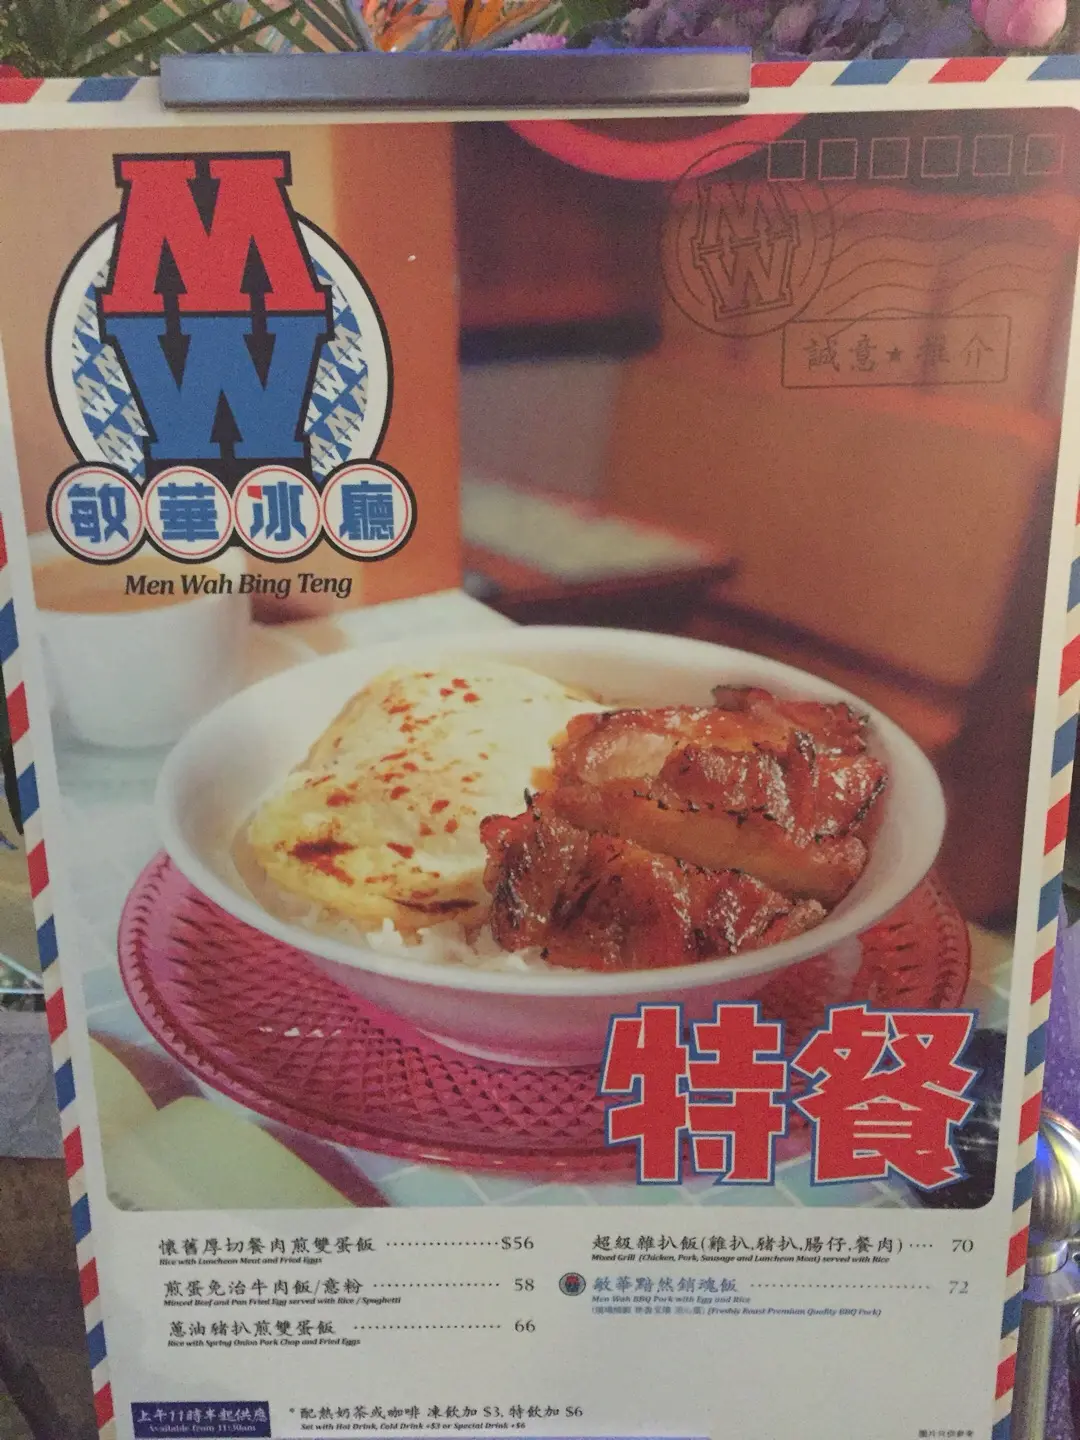 MW
MW
誠意★推介
敏華冰廳
Men Wah Bing Teng
特餐
懷舊厚切餐肉煎雙蛋飯 $56
Rice with Luncheon Meat and Fried Eggs
煎蛋免治牛肉飯/意粉 58
Minced Beef and Pan Fried Egg served with Rice / Spaghetti
蔥油豬扒煎雙蛋飯 66
Rice with Spring Onion Pork Chop and Fried Eggs
超級雜扒飯(雞扒,豬扒,腸仔,餐肉) 70
Mixed Grill (Chicken, Pork, Sausage and Luncheon Meat) served with Rice
敏華黯然銷魂飯 72
Men Wah BBQ Pork with Egg and Rice
(Freshly Roast Premium Quality BBQ Pork)
上午11時半起供應
Available from 11:30am
*配熱奶茶或咖啡 凍飲加 $3, 特飲加 $6
Set with Hot Drink, Cold Drink +$3 or Special Drink +$6
圖片只供參考